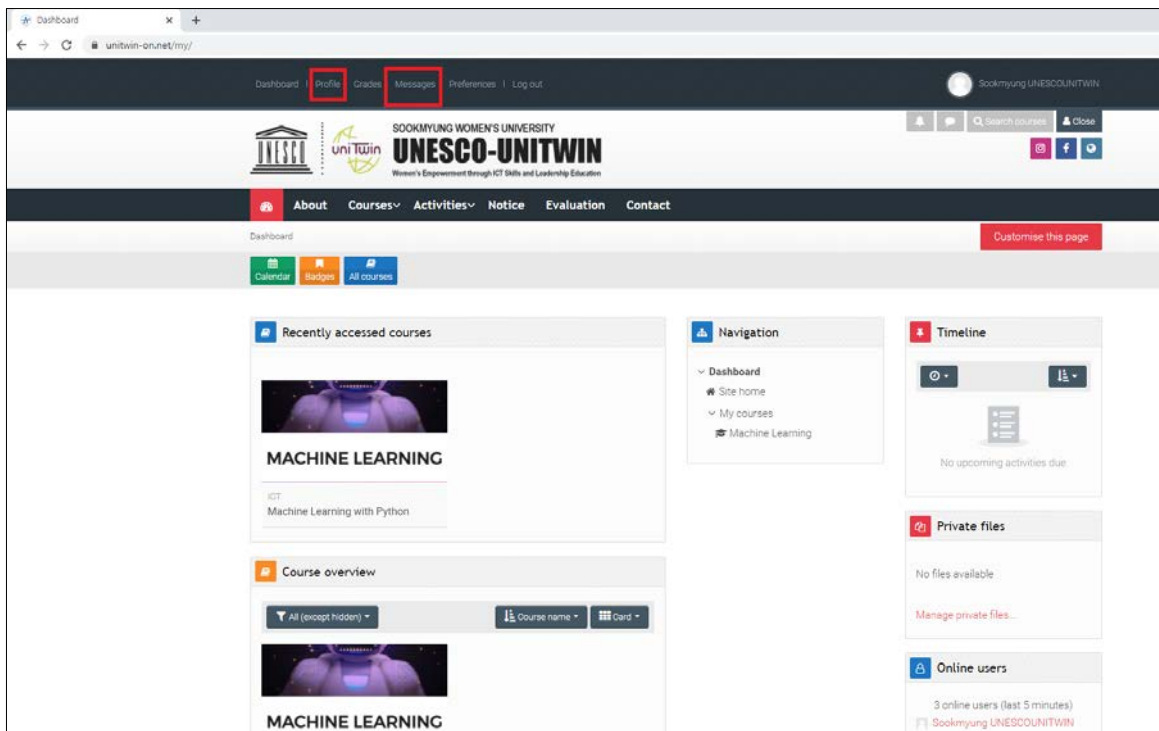 Dashboard
unitwin-on.net/my/
Dashboard | Profile Grades Messages Preferences | Log out
Sookmyung UNESCOUNITWIN
Search courses
Close
UNESCO
uni Twin
SOOKMYUNG WOMEN'S UNIVERSITY
UNESCO-UNITWIN
Women's Empowerment through ICT Skills and Leadership Education
About Courses Activities Notice Evaluation Contact
Dashboard
Customise this page
Calendar
Badges
All courses
Recently accessed courses
MACHINE LEARNING
ICT
Machine Learning with Python
Course overview
All (except hidden)
Course name
Card
MACHINE LEARNING
Navigation
Dashboard
Site home
My courses
Machine Learning
Timeline
No upcoming activities due
Private files
No files available
Manage private files...
Online users
3 online users (last 5 minutes)
Sookmyung UNESCOUNITWIN